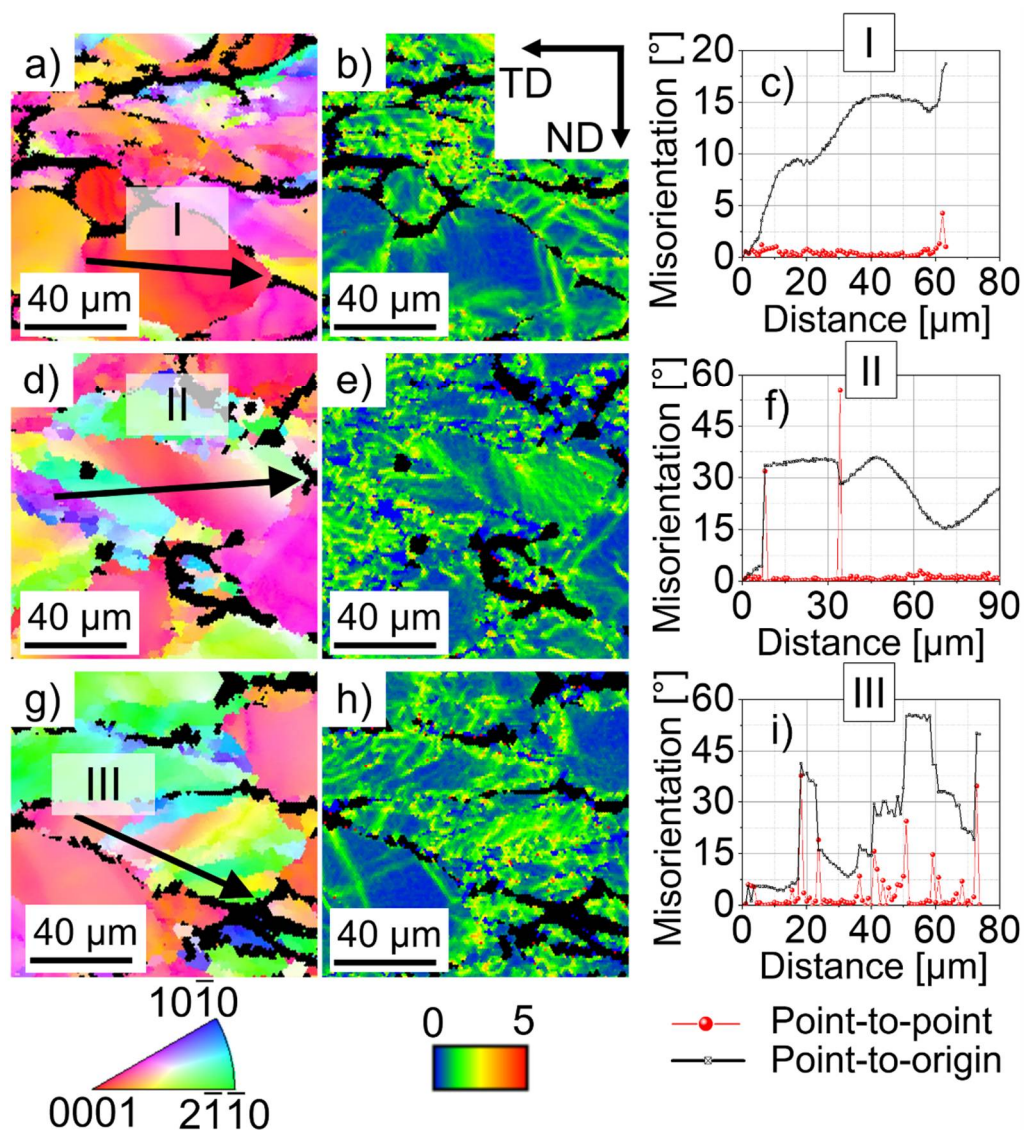 a)
I
40 µm
b)
TD
ND
40 µm
c)
I
Misorientation [°]
20
15
10
5
0
0 20 40 60 80
Distance [µm]
d)
II
40 µm
e)
40 µm
f)
II
Misorientation [°]
60
45
30
15
0
0 30 60 90
Distance [µm]
g)
III
40 µm
h)
40 µm
i)
III
Misorientation [°]
60
45
30
15
0
0 20 40 60 80
Distance [µm]
101̅0
0001
21̅1̅0
0 5
Point-to-point
Point-to-origin